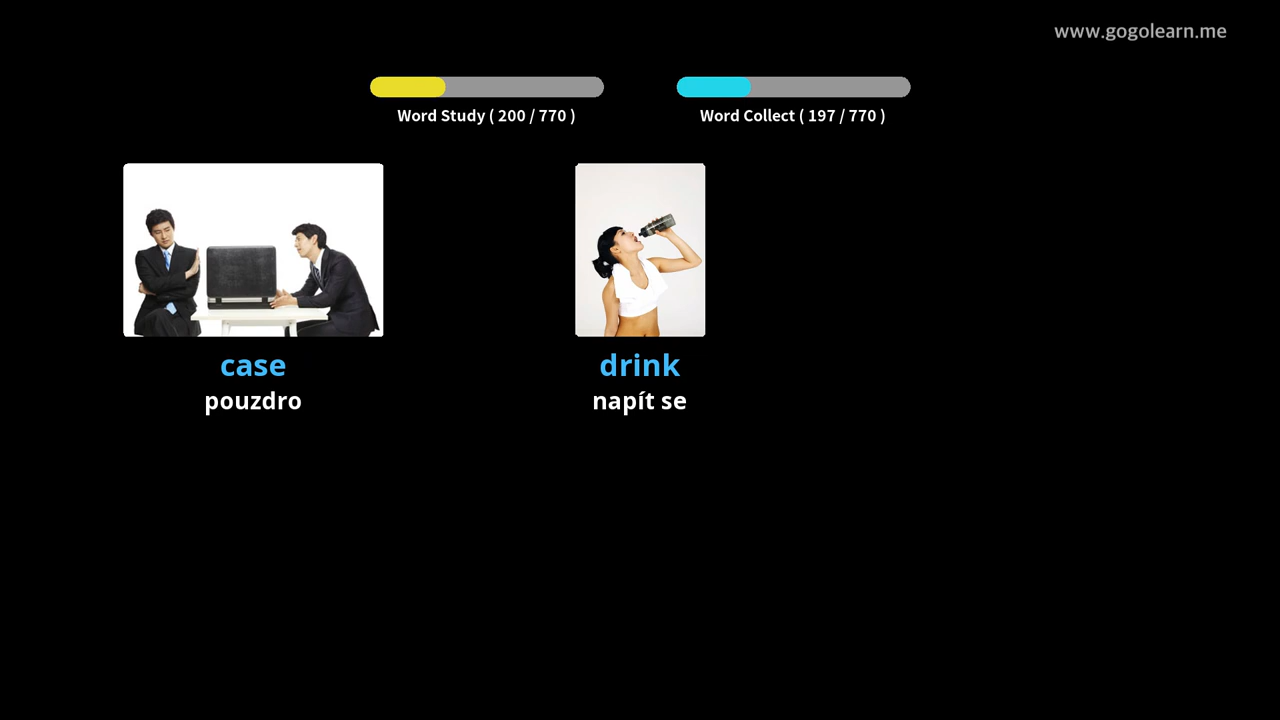 www.gogolearn.me
Word Study ( 200 / 770 )
Word Collect ( 197 / 770 )
case
pouzdro
drink
napít se